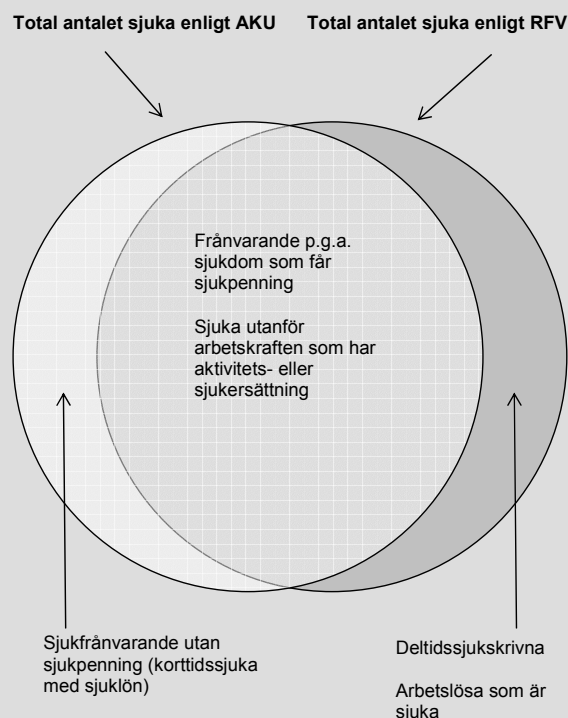 Total antalet sjuka enligt AKU
Total antalet sjuka enligt RFV
Frånvarande p.g.a.
sjukdom som får
sjukpenning
Sjuka utanför
arbetskraften som har
aktivitets- eller
sjukersättning
Sjukfrånvarande utan
sjukpenning (korttidssjuka
med sjuklön)
Deltidssjukskrivna
Arbetslösa som är
sjuka